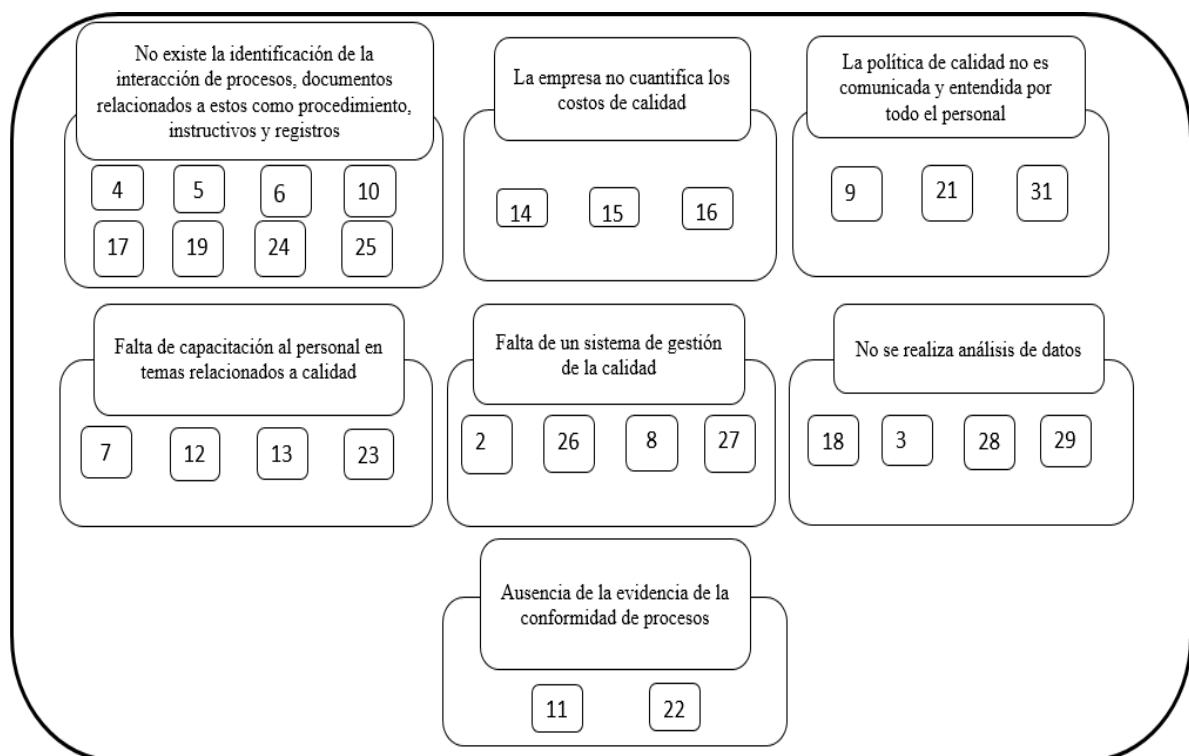 No existe la identificación de la
interacción de procesos, documentos
relacionados a estos como procedimiento,
instructivos y registros
4 5 6 10
17 19 24 25
La empresa no cuantifica los
costos de calidad
14 15 16
La política de calidad no es
comunicada y entendida por
todo el personal
9 21 31
Falta de capacitación al personal en
temas relacionados a calidad
7 12 13 23
Falta de un sistema de gestión
de la calidad
2 26 8 27
No se realiza análisis de datos
18 3 28 29
Ausencia de la evidencia de la
conformidad de procesos
11 22